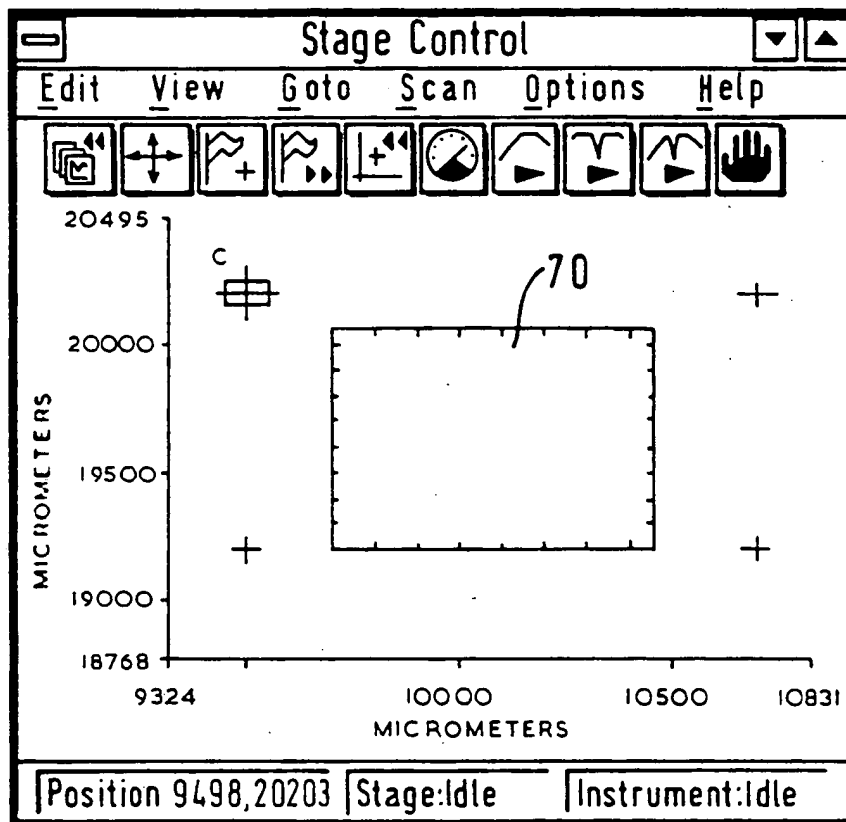 Stage Control
Edit View Goto Scan Options Help
20495
C
70
20000
MICROMETERS
19500
19000
18768
9324 10000 10500 10831
MICROMETERS
Position 9498,20203 Stage:Idle Instrument:Idle